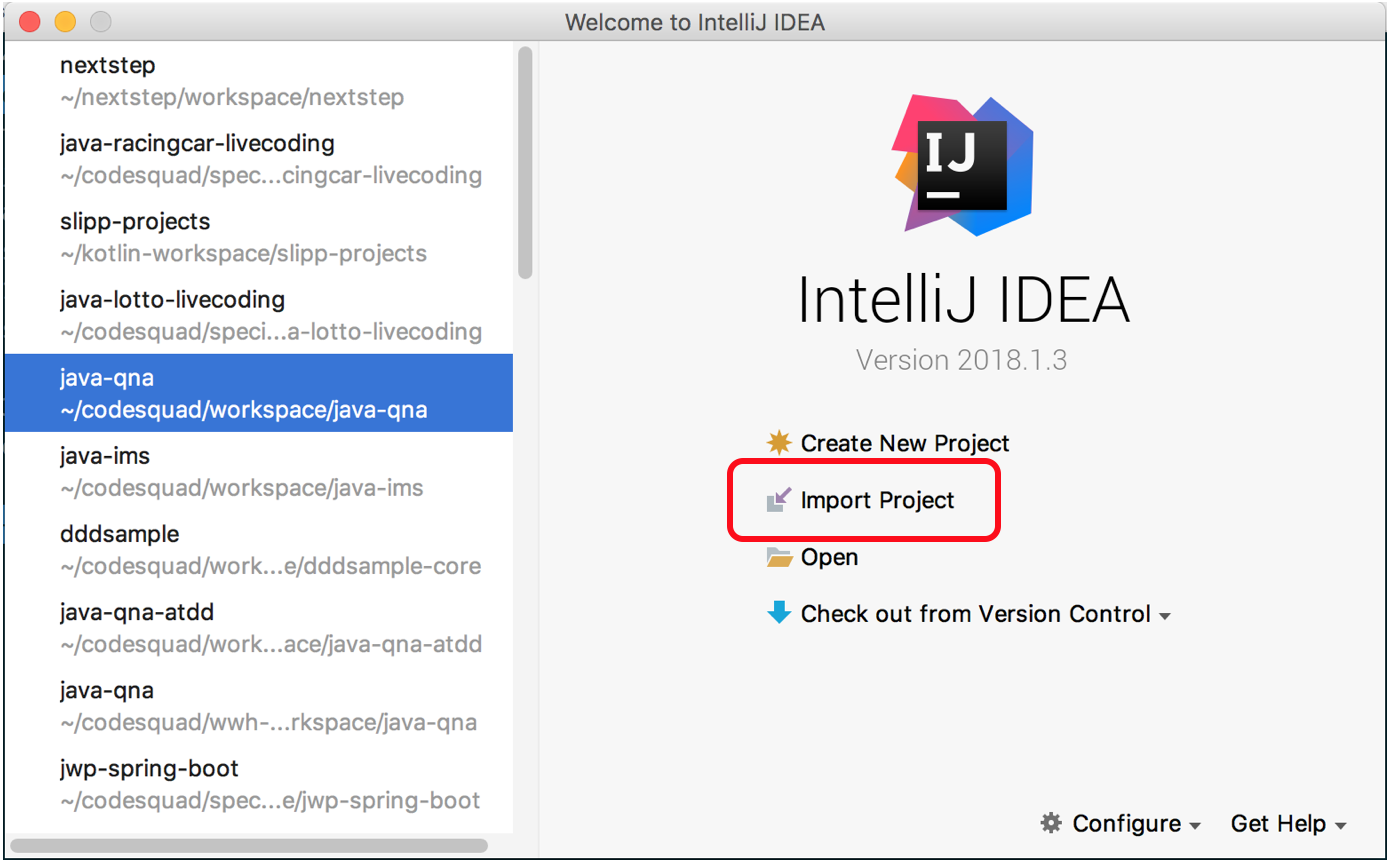 Welcome to IntelliJ IDEA
nextstep
~/nextstep/workspace/nextstep
java-racingcar-livecoding
~/codesquad/spec...cingcar-livecoding
slipp-projects
~/kotlin-workspace/slipp-projects
java-lotto-livecoding
~/codesquad/speci...a-lotto-livecoding
java-qna
~/codesquad/workspace/java-qna
java-ims
~/codesquad/workspace/java-ims
dddsample
~/codesquad/work...e/dddsample-core
java-qna-atdd
~/codesquad/work...ace/java-qna-atdd
java-qna
~/codesquad/wwh-...rkspace/java-qna
jwp-spring-boot
~/codesquad/spec...e/jwp-spring-boot
IJ
IntelliJ IDEA
Version 2018.1.3
Create New Project
Import Project
Open
Check out from Version Control
Configure
Get Help